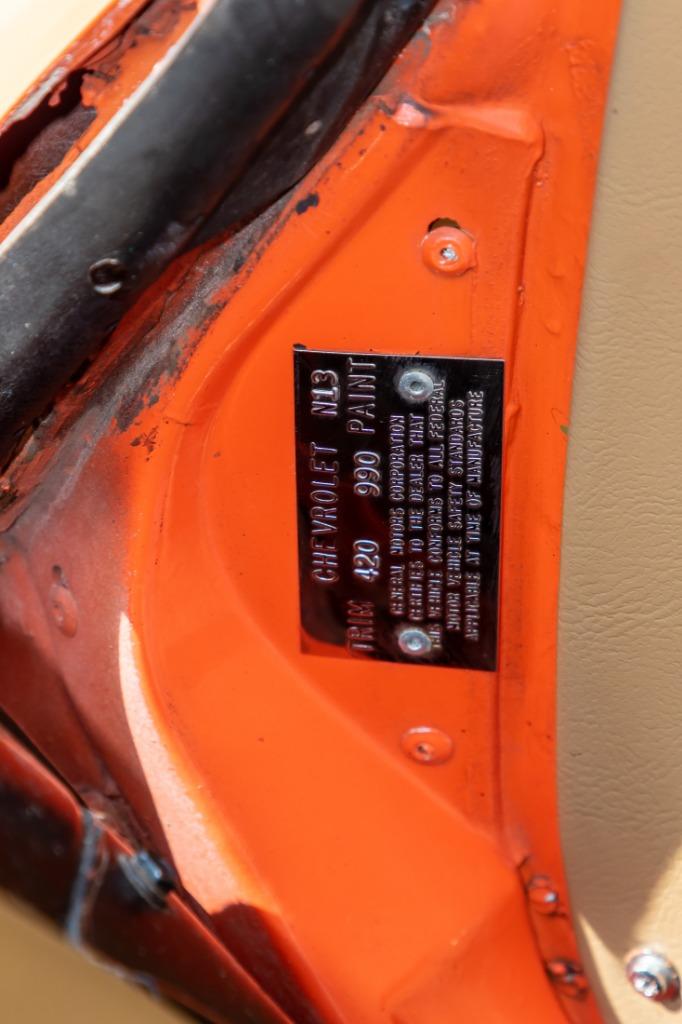 CHEVROLET N13
TRIM 420 990 PAINT
GENERAL MOTORS CORPORATION
CERTIFIES TO THE DEALER THAT
THIS VEHICLE CONFORMS TO ALL FEDERAL
MOTOR VEHICLE SAFETY STANDARDS
APPLICABLE AT TIME OF MANUFACTURE